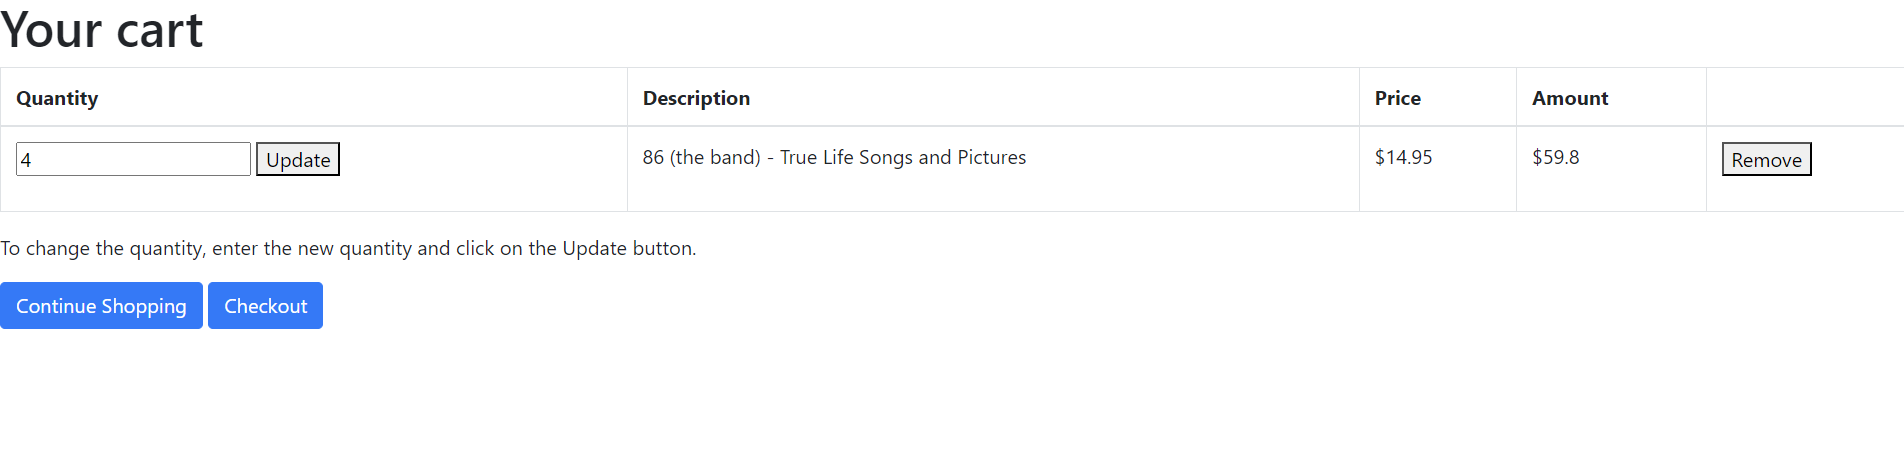 Your cart
Quantity Description Price Amount
4 Update 86 (the band) - True Life Songs and Pictures $14.95 $59.8 Remove
To change the quantity, enter the new quantity and click on the Update button.
Continue Shopping Checkout